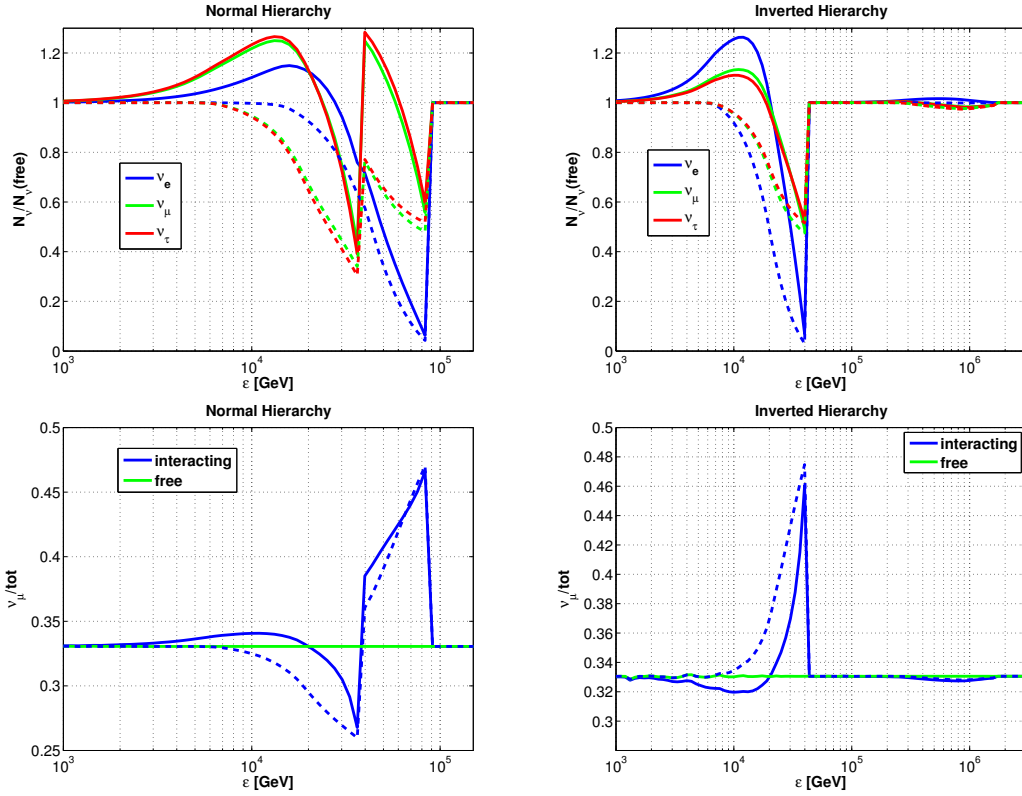 Normal Hierarchy
N_ν/N_ν(free)
1.2
1
0.8
0.6
0.4
0.2
0
ν_e
ν_μ
ν_τ
10^3
10^4
10^5
ε [GeV]
Inverted Hierarchy
N_ν/N_ν(free)
1.2
1
0.8
0.6
0.4
0.2
0
ν_e
ν_μ
ν_τ
10^3
10^4
10^5
10^6
ε [GeV]
Normal Hierarchy
ν_μ/tot
0.5
0.45
0.4
0.35
0.3
0.25
interacting
free
10^3
10^4
10^5
ε [GeV]
Inverted Hierarchy
ν_μ/tot
0.5
0.48
0.46
0.44
0.42
0.4
0.38
0.36
0.34
0.32
0.3
interacting
free
10^3
10^4
10^5
10^6
ε [GeV]